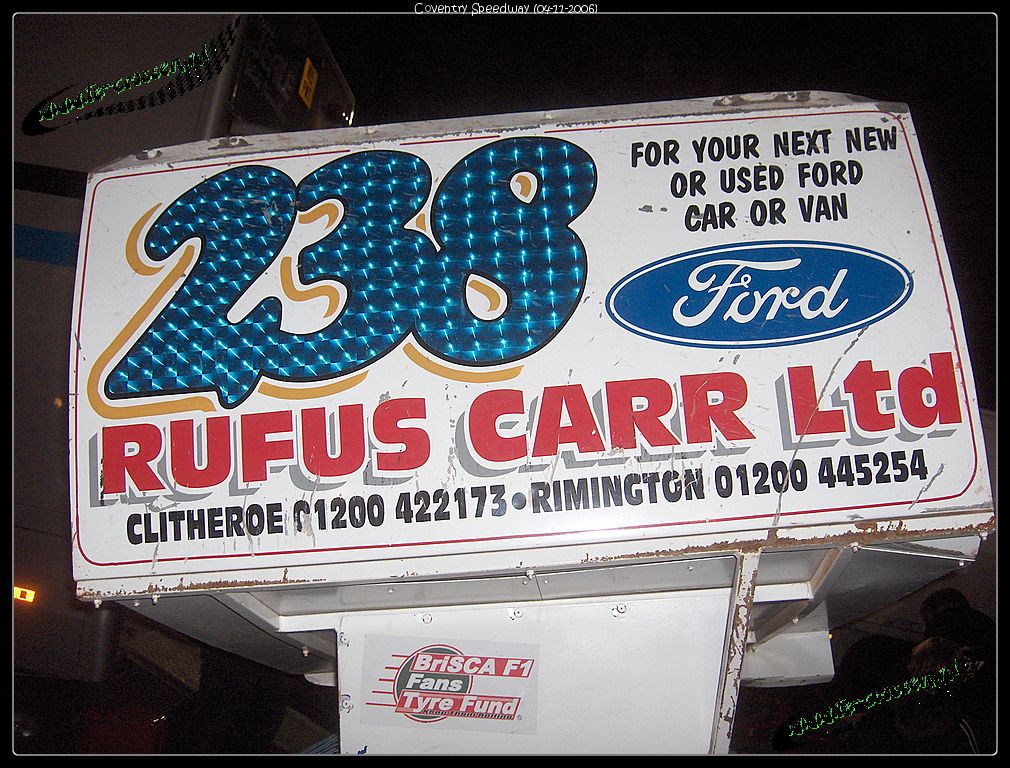 Coventry Speedway (04-11-2006)
238
FOR YOUR NEXT NEW
OR USED FORD
CAR OR VAN
Ford
RUFUS CARR Ltd
CLITHEROE 01200 422173 • RIMINGTON 01200 445254
BriSCA F1
Fans
Tyre Fund